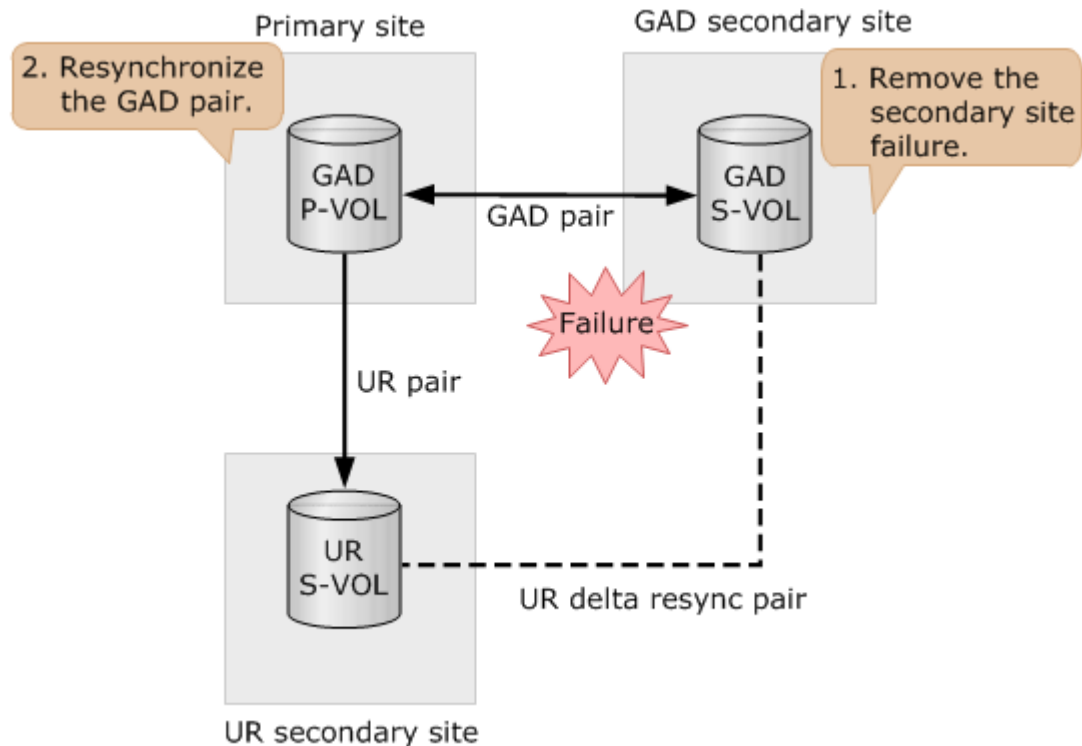 Primary site
GAD secondary site
2. Resynchronize
the GAD pair.
1. Remove the
secondary site
failure.
GAD
P-VOL
GAD
S-VOL
GAD pair
Failure
UR pair
UR
S-VOL
UR delta resync pair
UR secondary site